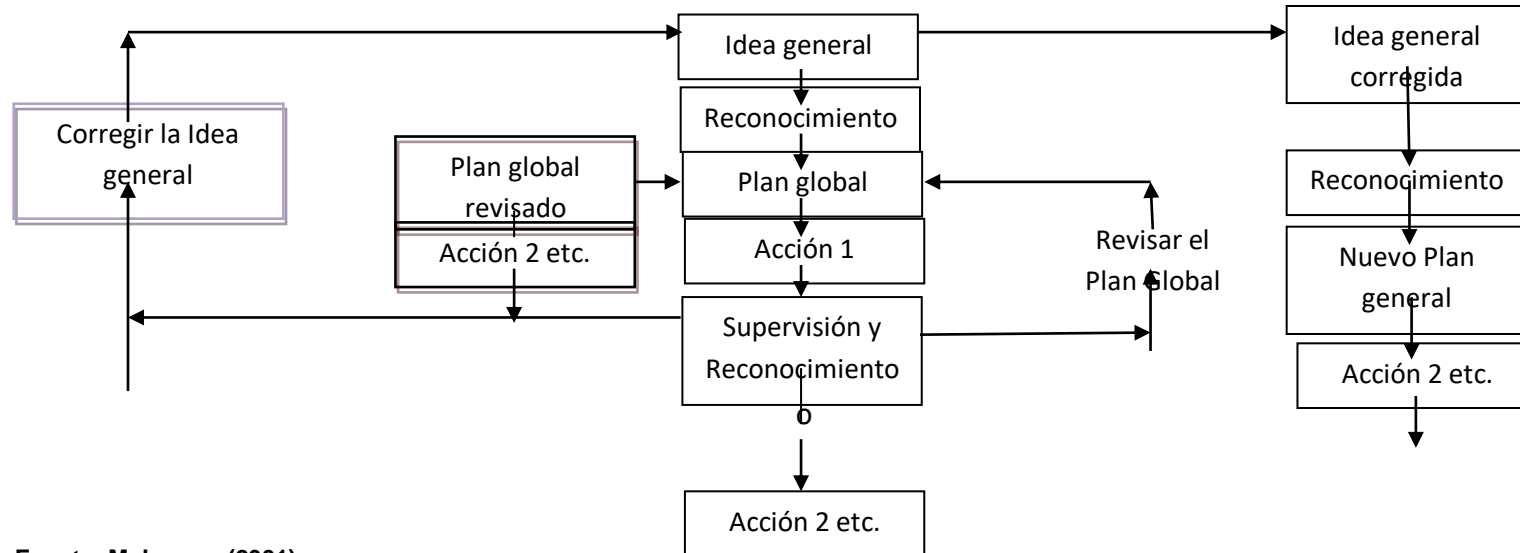 Idea general
Idea general
corregida
Reconocimiento
Corregir la Idea
general
Plan global
revisado
Plan global
Reconocimiento
Acción 2 etc.
Acción 1
Revisar el
Plan Global
Nuevo Plan
general
Supervisión y
Reconocimiento
o
Acción 2 etc.
Acción 2 etc.
(2001)